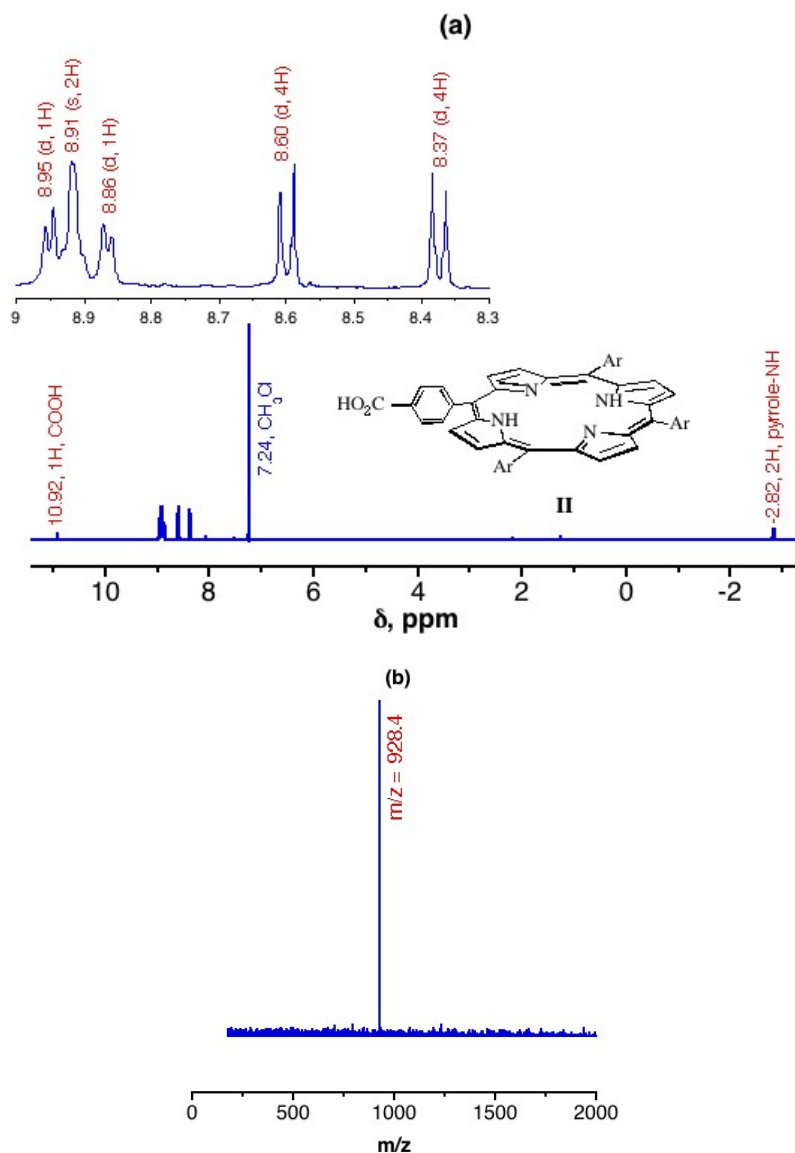 (a)
8.95 (d, 1H)
8.91 (s, 2H)
8.86 (d, 1H)
8.60 (d, 4H)
8.37 (d, 4H)
9 8.9 8.8 8.7 8.6 8.5 8.4 8.3
10.92, 1H, COOH
7.24, CH₃Cl
-2.82, 2H, pyrrole-NH
HO₂C
Ar
N
NH
NH
N
Ar
Ar
II
10 8 6 4 2 0 -2
δ, ppm
(b)
m/z = 928.4
0 500 1000 1500 2000
m/z